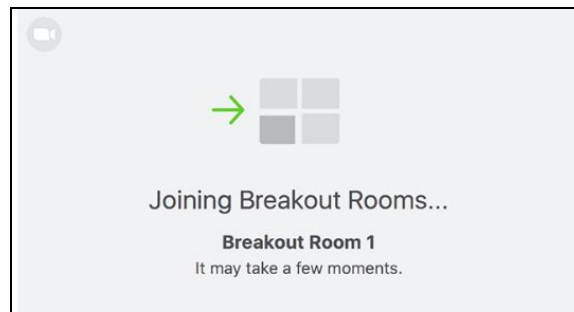 Joining Breakout Rooms...
Breakout Room 1
It may take a few moments.